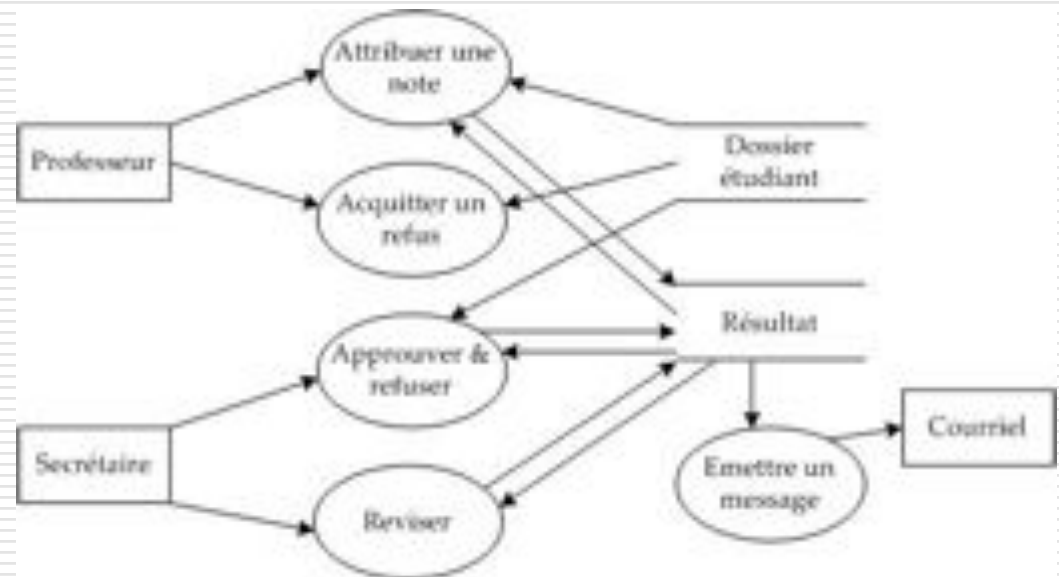 Attribuer une
note
Professeur
Dossier
étudiant
Acquitter un
refus
Résultat
Approuver &
refuser
Courriel
Secrétaire
Emettre un
message
Reviser